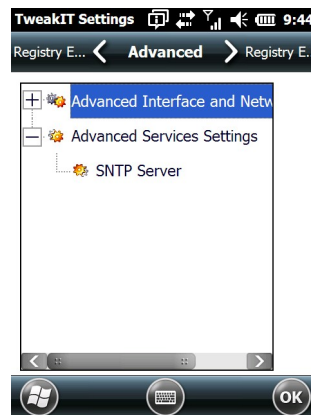 TweakIT Settings 9:44
Registry E... Advanced Registry E.
Advanced Interface and Netw
Advanced Services Settings
SNTP Server
OK